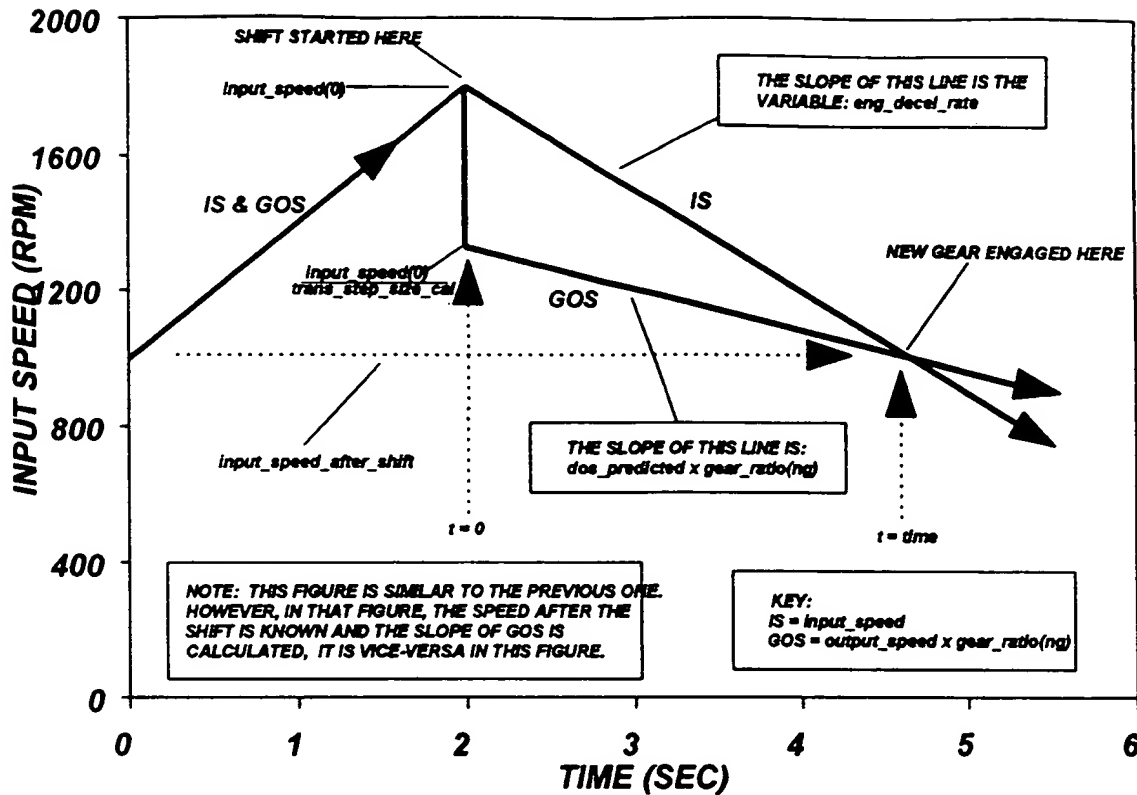 2000
SHIFT STARTED HERE
input_speed(0)
THE SLOPE OF THIS LINE IS THE
VARIABLE: eng_decel_rate
1600
IS & GOS
IS
NEW GEAR ENGAGED HERE
input_speed(0)
trans_step_size_cal
1200
GOS
INPUT SPEED (RPM)
800
input_speed_after_shift
THE SLOPE OF THIS LINE IS:
dos_predicted x gear_ratio(ng)
t = 0
t = time
400
NOTE: THIS FIGURE IS SIMILAR TO THE PREVIOUS ONE.
HOWEVER, IN THAT FIGURE, THE SPEED AFTER THE
SHIFT IS KNOWN AND THE SLOPE OF GOS IS
CALCULATED, IT IS VICE-VERSA IN THIS FIGURE.
KEY:
IS = input_speed
GOS = output_speed x gear_ratio(ng)
0
0 1 2 3 4 5 6
TIME (SEC)